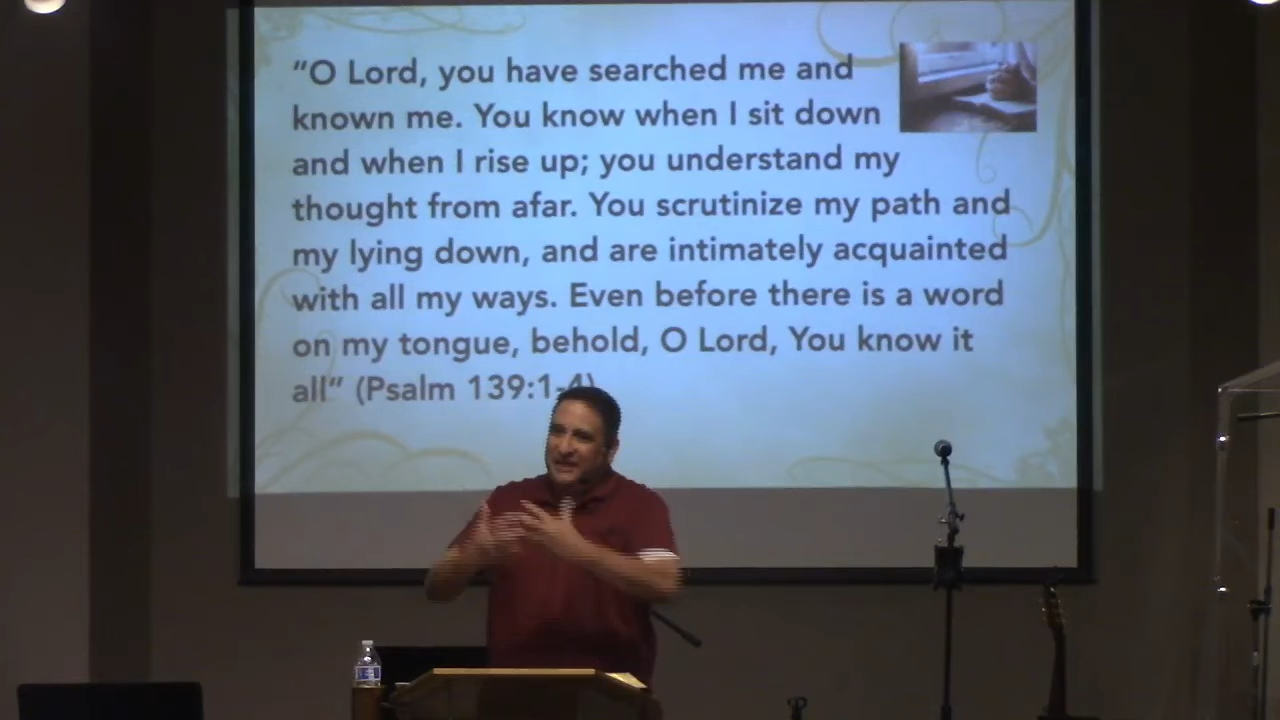 “O Lord, you have searched me and
known me. You know when I sit down
and when I rise up; you understand my
thought from afar. You scrutinize my path and
my lying down, and are intimately acquainted
with all my ways. Even before there is a word
on my tongue, behold, O Lord, You know it
all” (Psalm 139:1-4)